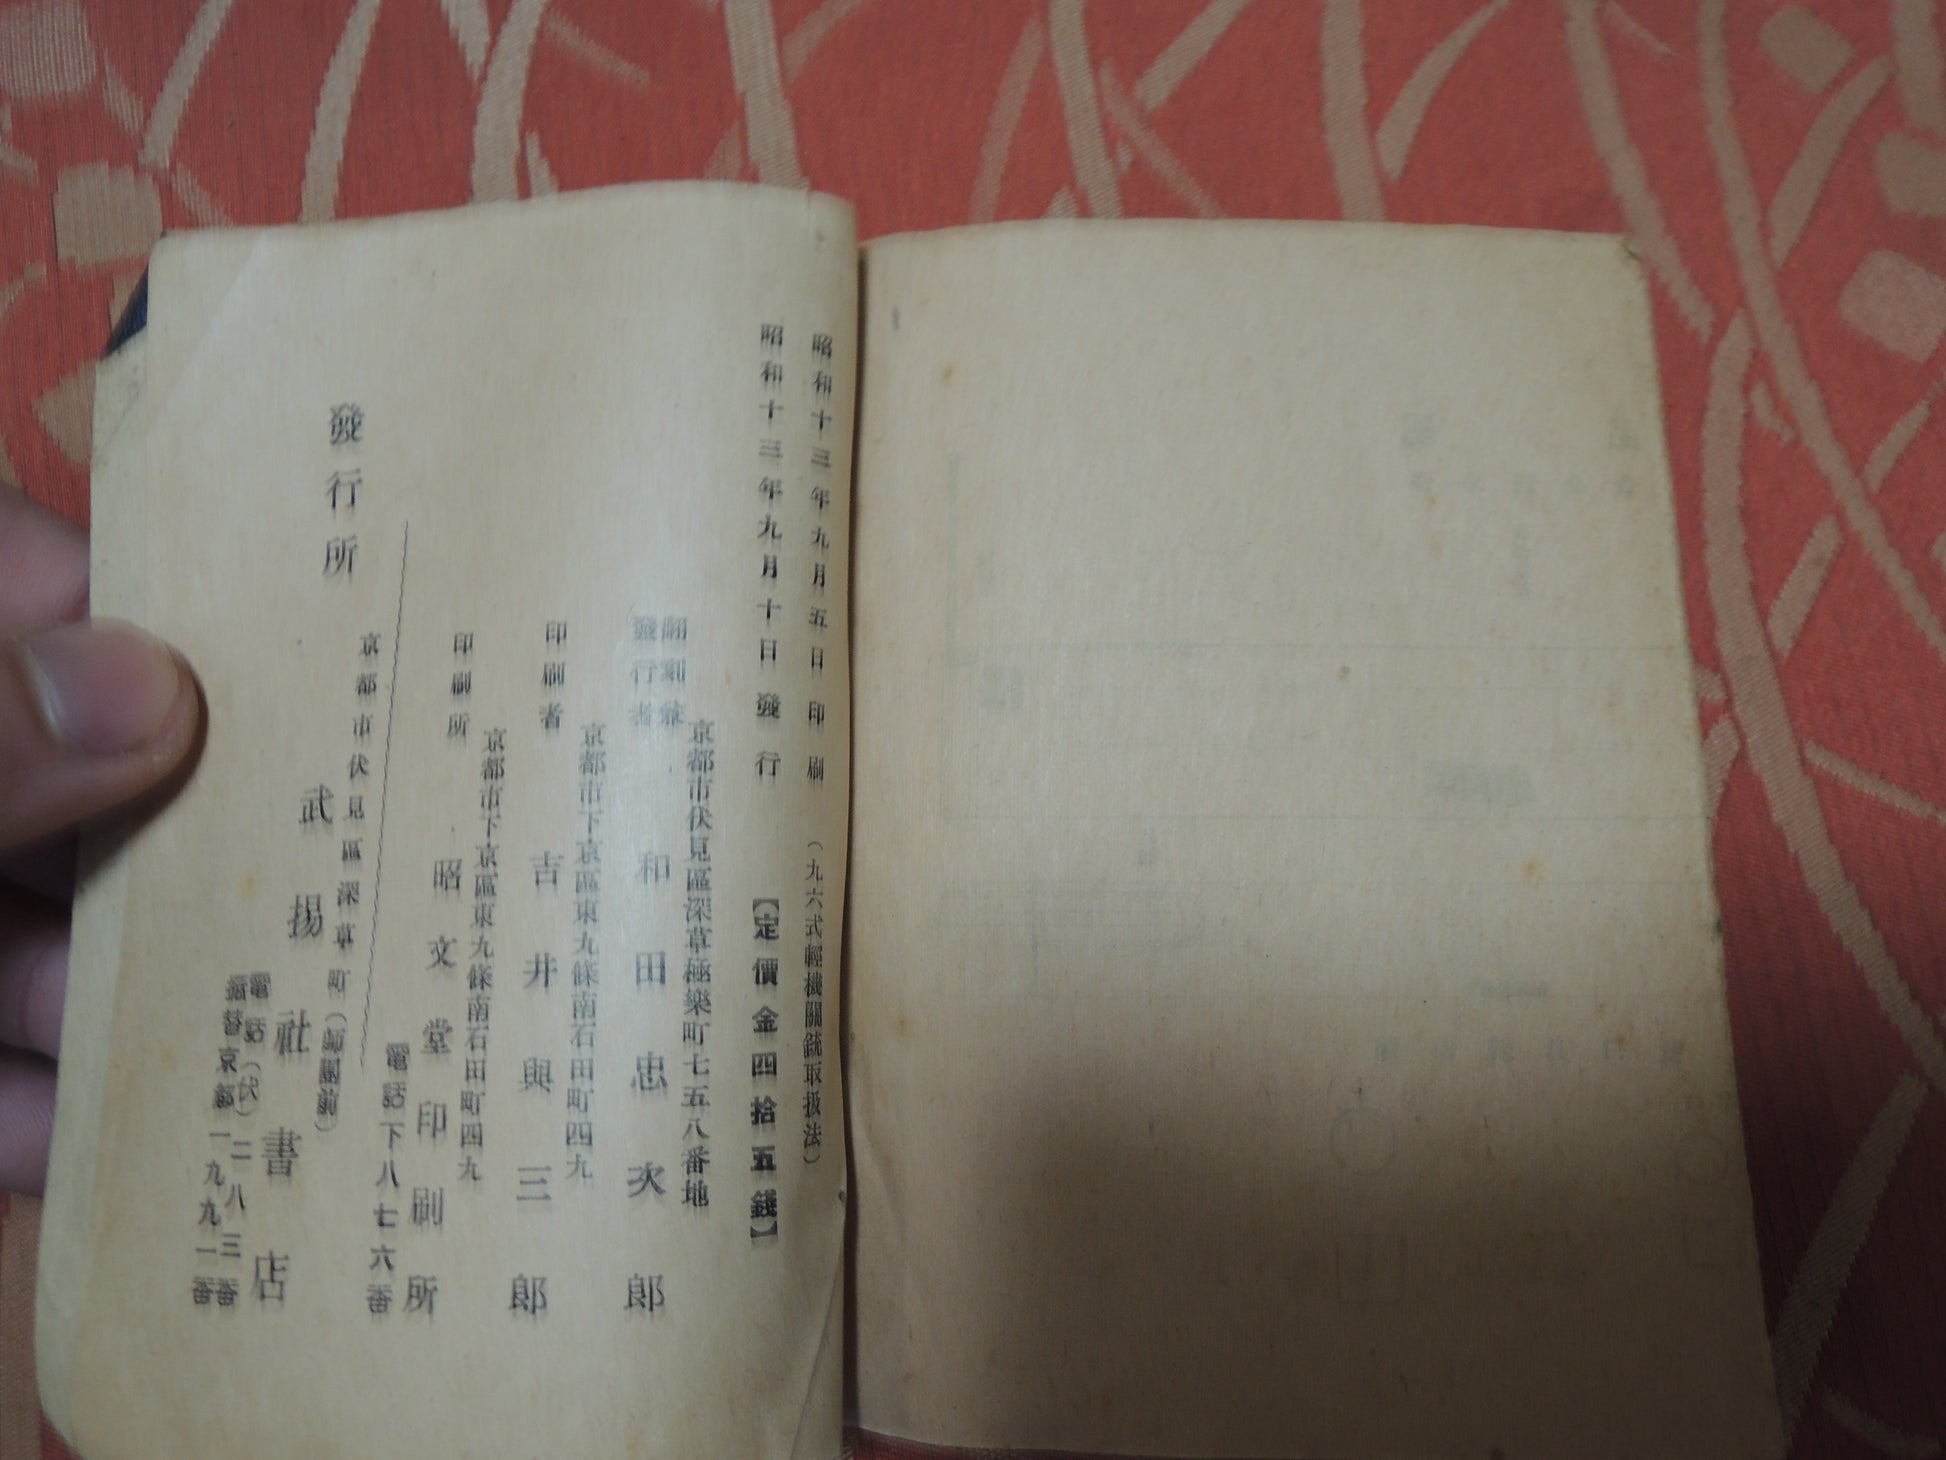 昭和十三年九月五日印刷 (九六式輕機關銃取扱法)
昭和十三年九月十日發行 【定價金四拾五錢】
京都市伏見區深草極樂町七五八番地
翻刻兼
發行者 和田忠次郎
京都市下京區東九條南石田町四九
印刷者 吉井與三郎
京都市下京區東九條南石田町四九
印刷所 昭文堂印刷所
電話下八七六番
京都市伏見區深草町(師團前)
發行所 武揚社書店
電話(伏)二八三番
振替京都一九九一番